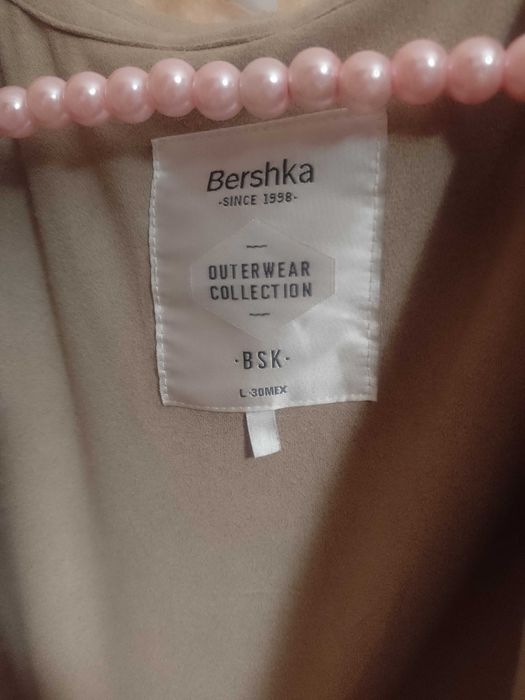 Bershka
-SINCE 1998-
OUTERWEAR
COLLECTION
·BSK·
L-30MEX